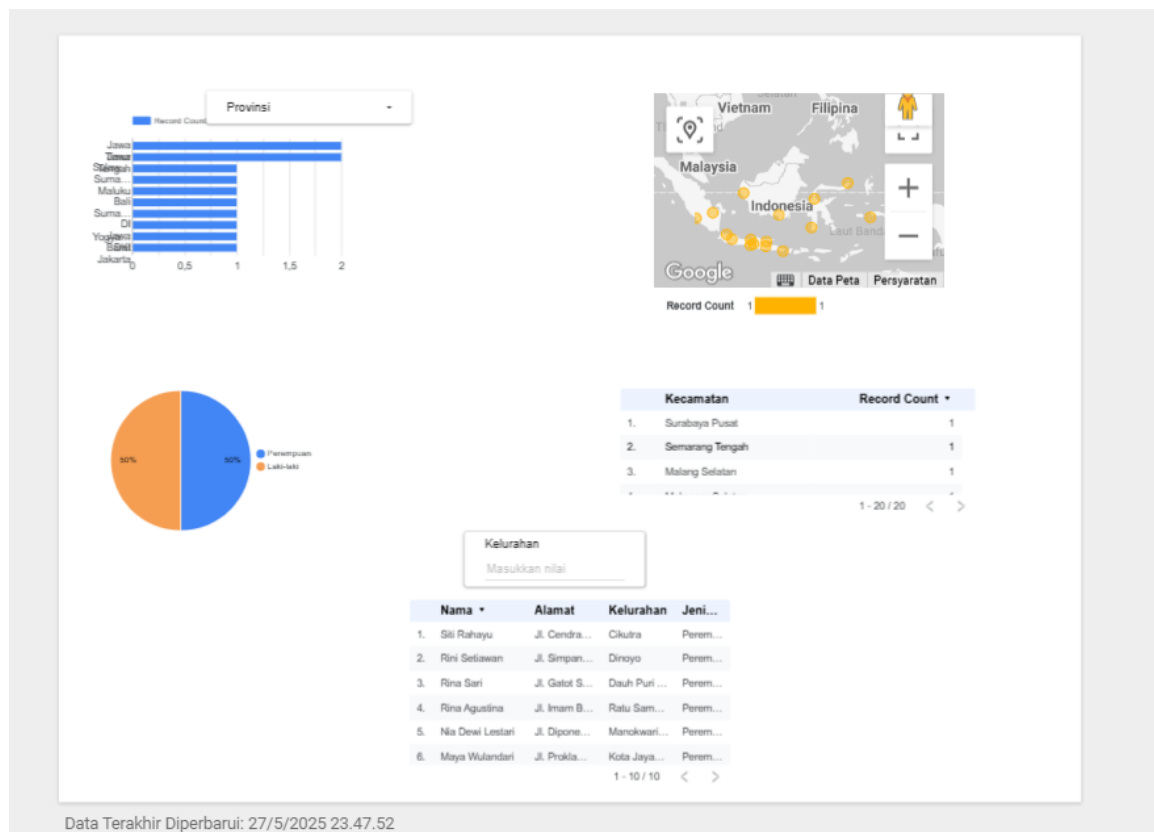 Provinsi
Record Count
Jawa
Tengah
Suma...
Maluku
Bali
Suma...
DI
Jakarta
0 0,5 1 1,5 2
Vietnam Filipina
Malaysia
Indonesia
Laut Band
Google
Data Peta Persyaratan
Record Count 1 1
50% 50%
Perempuan
Laki-laki
Kecamatan Record Count
1. Surabaya Pusat 1
2. Semarang Tengah 1
3. Malang Selatan 1
1 - 20 / 20
Kelurahan
Masukkan nilai
Nama Alamat Kelurahan Jeni...
1. Siti Rahayu Jl. Cendra... Cikutra Perem...
2. Rini Setiawan Jl. Simpan... Dinoyo Perem...
3. Rina Sari Jl. Gatot S... Dauh Puri ... Perem...
4. Rina Agustina Jl. Imam B... Ratu Sam... Perem...
5. Nia Dewi Lestari Jl. Dipone... Manokwari... Perem...
6. Maya Wulandari Jl. Prokla... Kota Jaya... Perem...
1 - 10 / 10
Data Terakhir Diperbarui: 27/5/2025 23.47.52